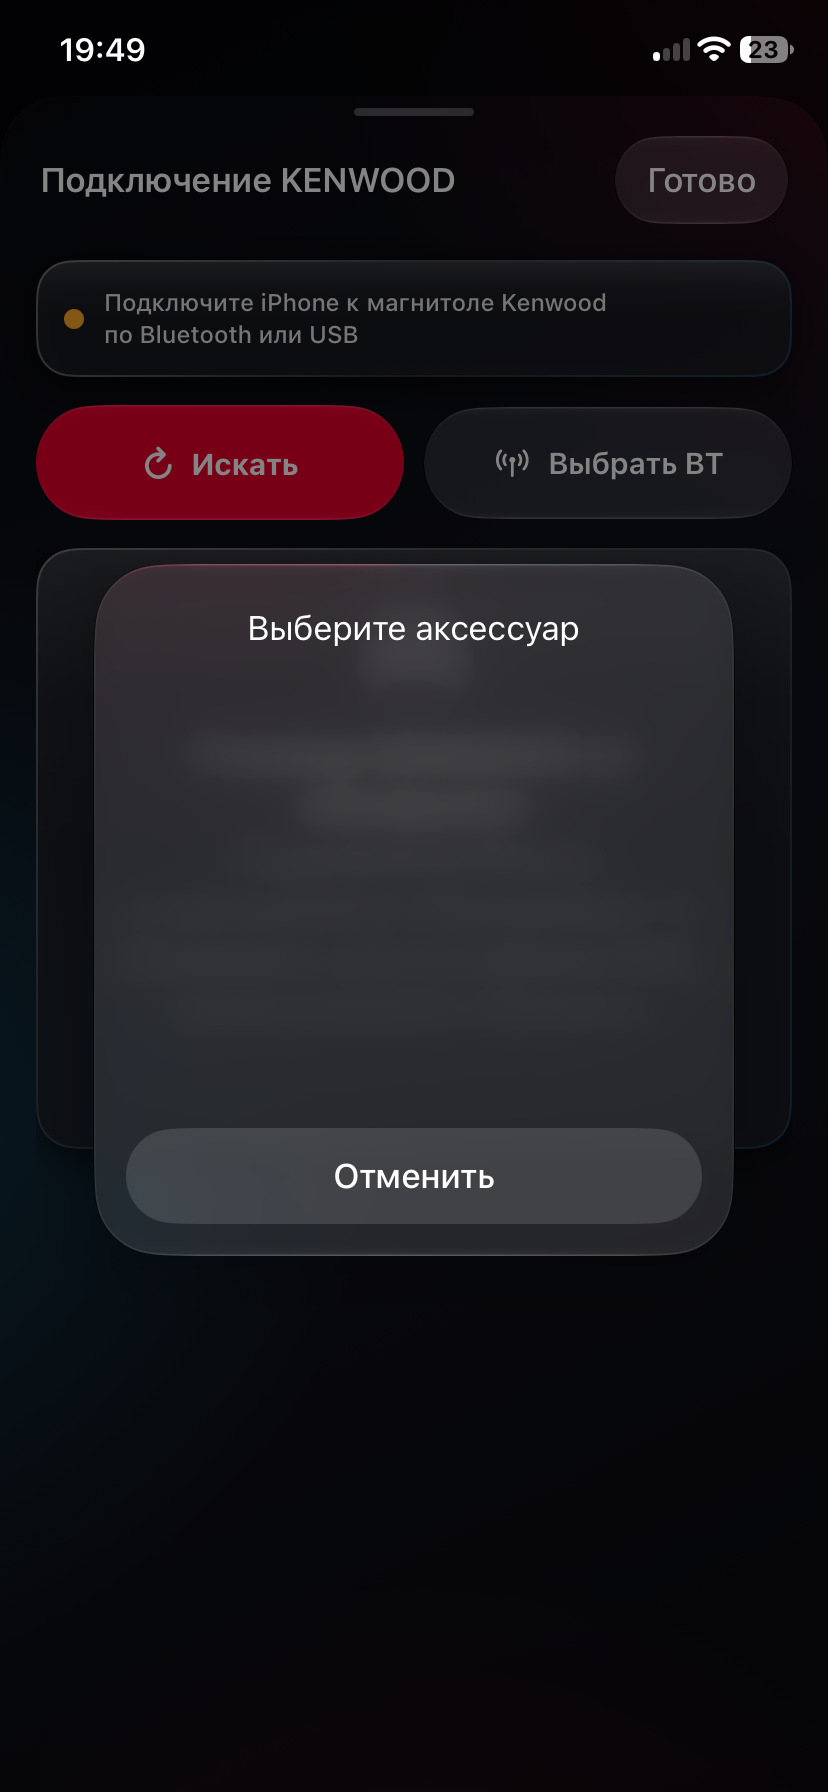 19:49
23
Подключение KENWOOD
Готово
Подключите iPhone к магнитоле Kenwood
по Bluetooth или USB
Искать
Выбрать BT
Выберите аксессуар
Отменить